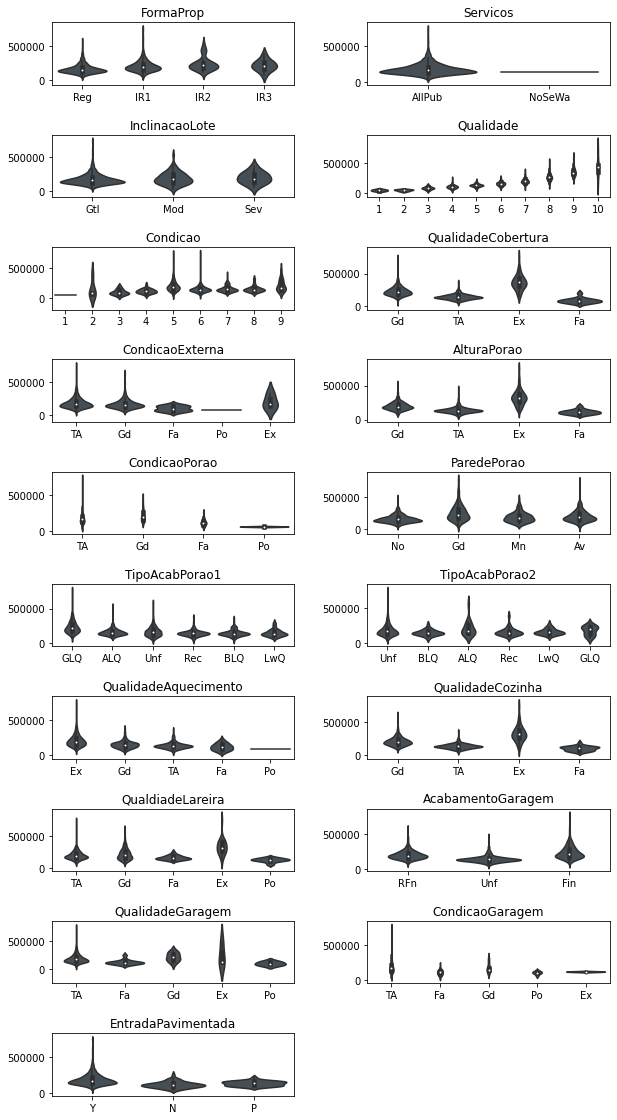 FormaProp
Servicos
500000
0
500000
0
Reg IR1 IR2 IR3
AllPub NoSeWa
InclinacaoLote
Qualidade
500000
0
500000
0
Gtl Mod Sev
1 2 3 4 5 6 7 8 9 10
Condicao
QualidadeCobertura
500000
0
500000
0
1 2 3 4 5 6 7 8 9
Gd TA Ex Fa
CondicaoExterna
AlturaPorao
500000
0
500000
0
TA Gd Fa Po Ex
Gd TA Ex Fa
CondicaoPorao
ParedePorao
500000
0
500000
0
TA Gd Fa Po
No Gd Mn Av
TipoAcabPorao1
TipoAcabPorao2
500000
0
500000
0
GLQ ALQ Unf Rec BLQ LwQ
Unf BLQ ALQ Rec LwQ GLQ
QualidadeAquecimento
QualidadeCozinha
500000
0
500000
0
Ex Gd TA Fa Po
Gd TA Ex Fa
QualdiadeLareira
AcabamentoGaragem
500000
0
500000
0
TA Gd Fa Ex Po
RFn Unf Fin
QualidadeGaragem
CondicaoGaragem
500000
0
500000
0
TA Fa Gd Ex Po
TA Fa Gd Po Ex
EntradaPavimentada
500000
0
Y N P